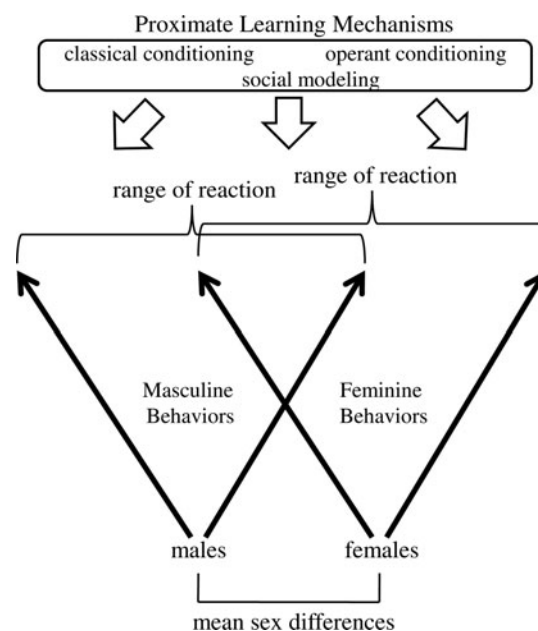 Proximate Learning Mechanisms
classical conditioning operant conditioning
social modeling
range of reaction
range of reaction
Masculine
Behaviors
Feminine
Behaviors
males females
mean sex differences